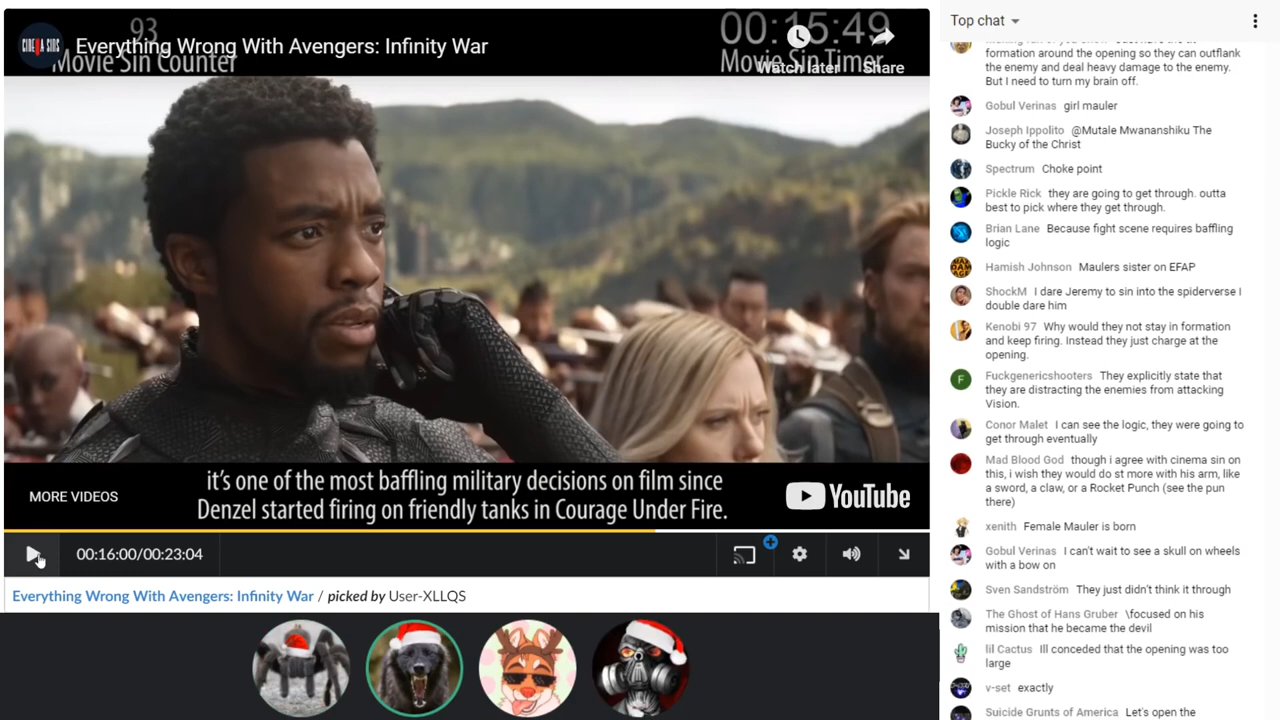 93
Movie Sin Counter
00:15:49
Movie Sin Timer
CINEMA SINS
Everything Wrong With Avengers: Infinity War
Watch later
Share
it's one of the most baffling military decisions on film since
Denzel started firing on friendly tanks in Courage Under Fire.
MORE VIDEOS
YouTube
00:16:00/00:23:04
Everything Wrong With Avengers: Infinity War / picked by User-XLLQS
Top chat
formation around the opening so they can outflank
the enemy and deal heavy damage to the enemy.
But I need to turn my brain off.
Gobul Verinas girl mauler
Joseph Ippolito @Mutale Mwananshiku The
Bucky of the Christ
Spectrum Choke point
Pickle Rick they are going to get through. outta
best to pick where they get through.
Brian Lane Because fight scene requires baffling
logic
Hamish Johnson Maulers sister on EFAP
ShockM I dare Jeremy to sin into the spiderverse I
double dare him
Kenobi 97 Why would they not stay in formation
and keep firing. Instead they just charge at the
opening.
F
Fuckgenericshooters They explicitly state that
they are distracting the enemies from attacking
Vision.
Conor Malet I can see the logic, they were going to
get through eventually
Mad Blood God though i agree with cinema sin on
this, i wish they would do st more with his arm, like
a sword, a claw, or a Rocket Punch (see the pun
there)
xenith Female Mauler is born
Gobul Verinas I can't wait to see a skull on wheels
with a bow on
Sven Sandström They just didn't think it through
The Ghost of Hans Gruber \focused on his
mission that he became the devil
lil Cactus Ill conceded that the opening was too
large
v-set exactly
Suicide Grunts of America Let's open the